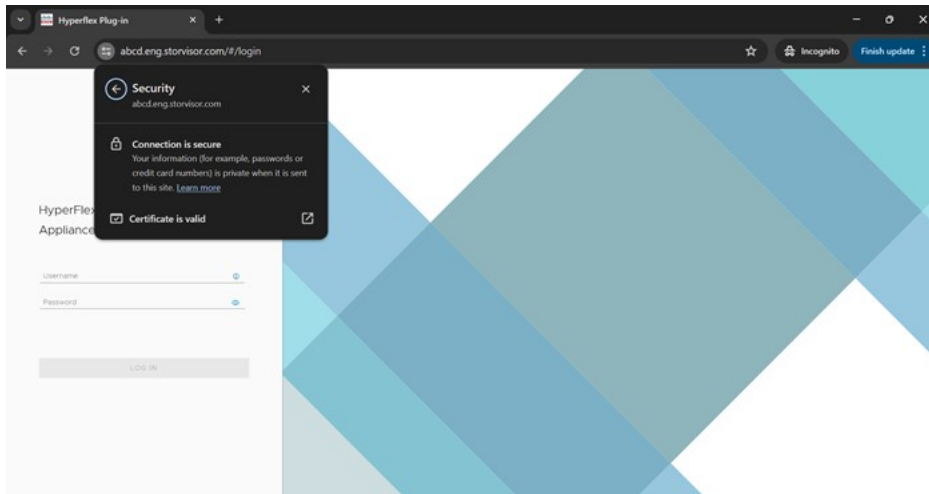 Hyperflex Plug-in
abcd.eng.storvisor.com/#/login
Incognito
Finish update
Security
abcd.eng.storvisor.com
Connection is secure
Your information (for example, passwords or
credit card numbers) is private when it is sent
to this site. Learn more
Certificate is valid
HyperFlex
Appliance
Username
Password
LOG IN